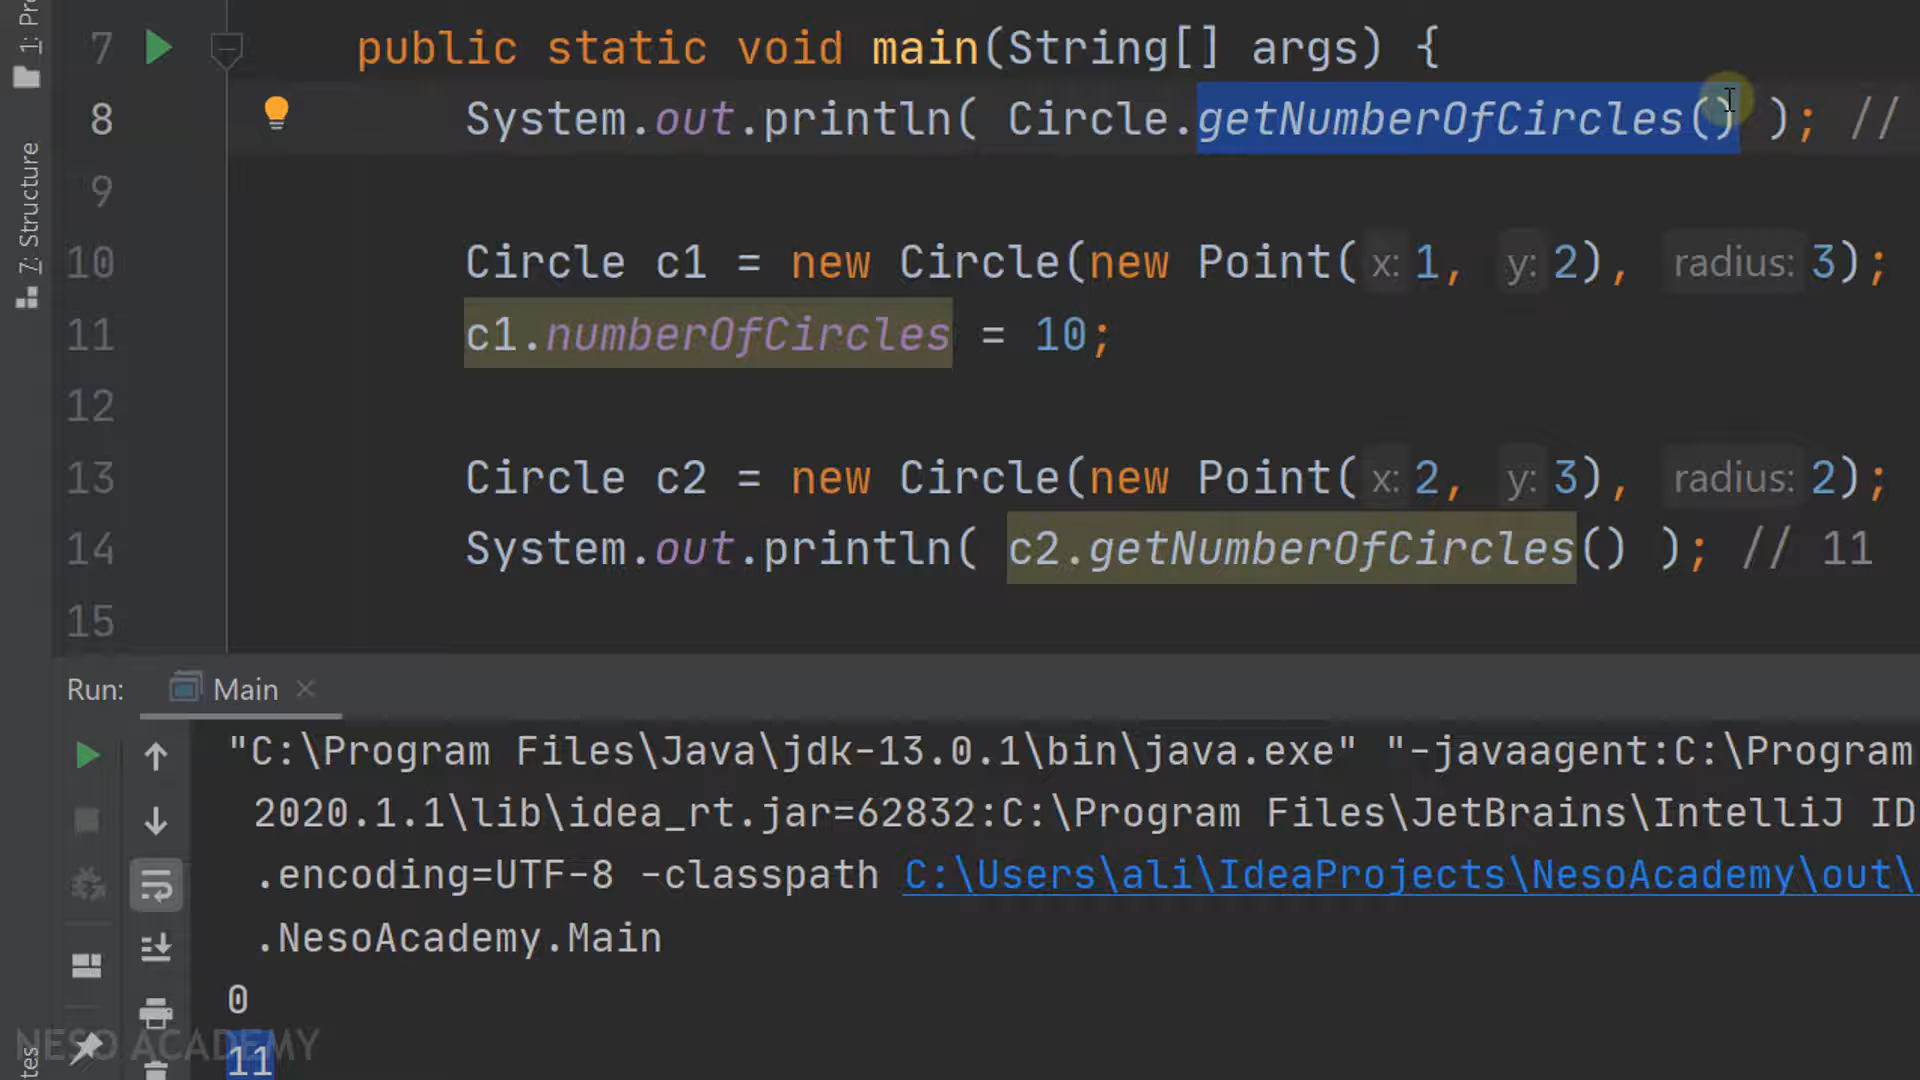 1: Pr
7: Structure
7 public static void main(String[] args) {
8 System.out.println( Circle.getNumberOfCircles() ); //
9
10 Circle c1 = new Circle(new Point( x: 1, y: 2), radius: 3);
11 c1.numberOfCircles = 10;
12
13 Circle c2 = new Circle(new Point( x: 2, y: 3), radius: 2);
14 System.out.println( c2.getNumberOfCircles() ); // 11
15
Run: Main
"C:\Program Files\Java\jdk-13.0.1\bin\java.exe" "-javaagent:C:\Program
2020.1.1\lib\idea_rt.jar=62832:C:\Program Files\JetBrains\IntelliJ ID
.encoding=UTF-8 -classpath C:\Users\ali\IdeaProjects\NesoAcademy\out\
.NesoAcademy.Main
0
11
NESO ACADEMY
tes